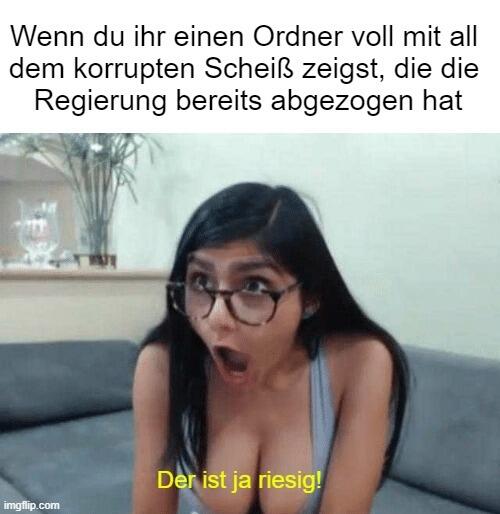 Wenn du ihr einen Ordner voll mit all
dem korrupten Scheiß zeigst, die die
Regierung bereits abgezogen hat
Der ist ja riesig!
imgflip.com